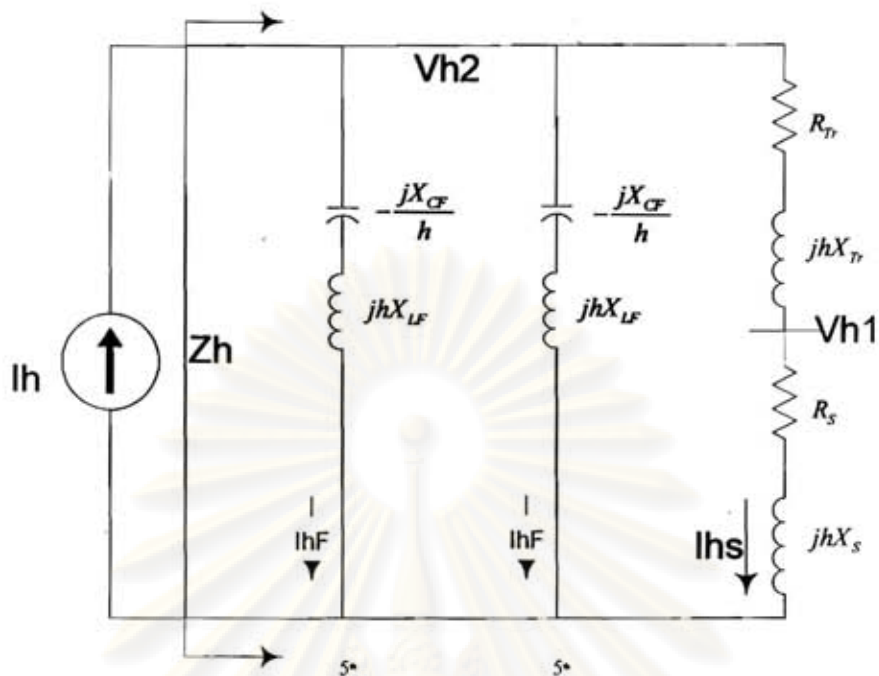 Vh2
R_Tr
-jX_CF/h
-jX_CF/h
jhX_Tr
jhX_LF
jhX_LF
Vh1
Zh
Ih
R_S
IhF
IhF
Ihs
jhX_S
5*
5*